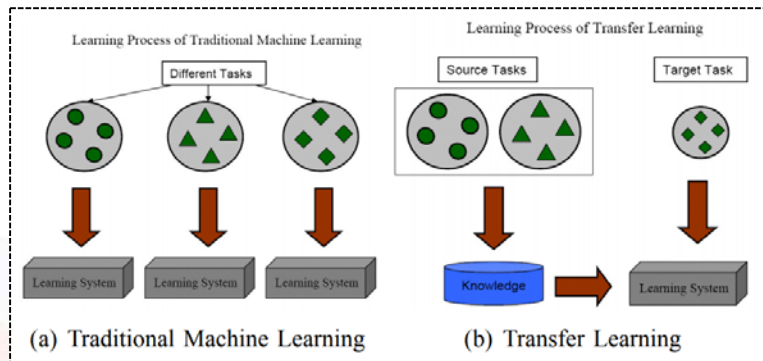 Learning Process of Traditional Machine Learning
Different Tasks
Learning System
Learning System
Learning System
(a) Traditional Machine Learning
Learning Process of Transfer Learning
Source Tasks
Target Task
Knowledge
Learning System
(b) Transfer Learning